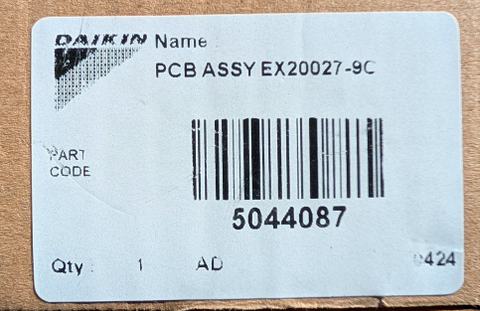 DAIKIN Name
PCB ASSY EX20027-9C
PART
CODE
5044087
Qty : 1 AD 0424